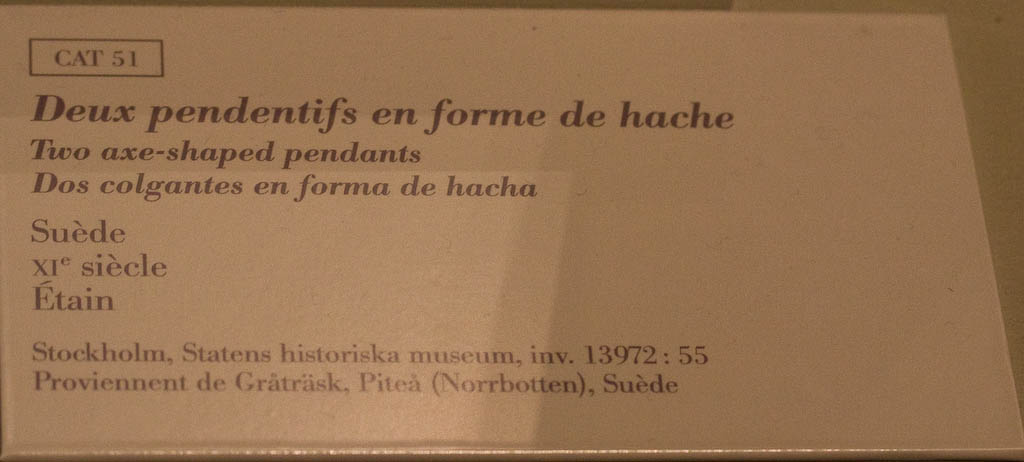 CAT 51
Deux pendentifs en forme de hache
Two axe-shaped pendants
Dos colgantes en forma de hacha
Suède
XIe siècle
Étain
Stockholm, Statens historiska museum, inv. 13972 : 55
Proviennent de Gråträsk, Piteå (Norrbotten), Suède